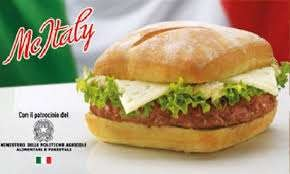 McItaly
Con il patrocinio del
MINISTERO DELLE POLITICHE AGRICOLE
ALIMENTARI E FORESTALI